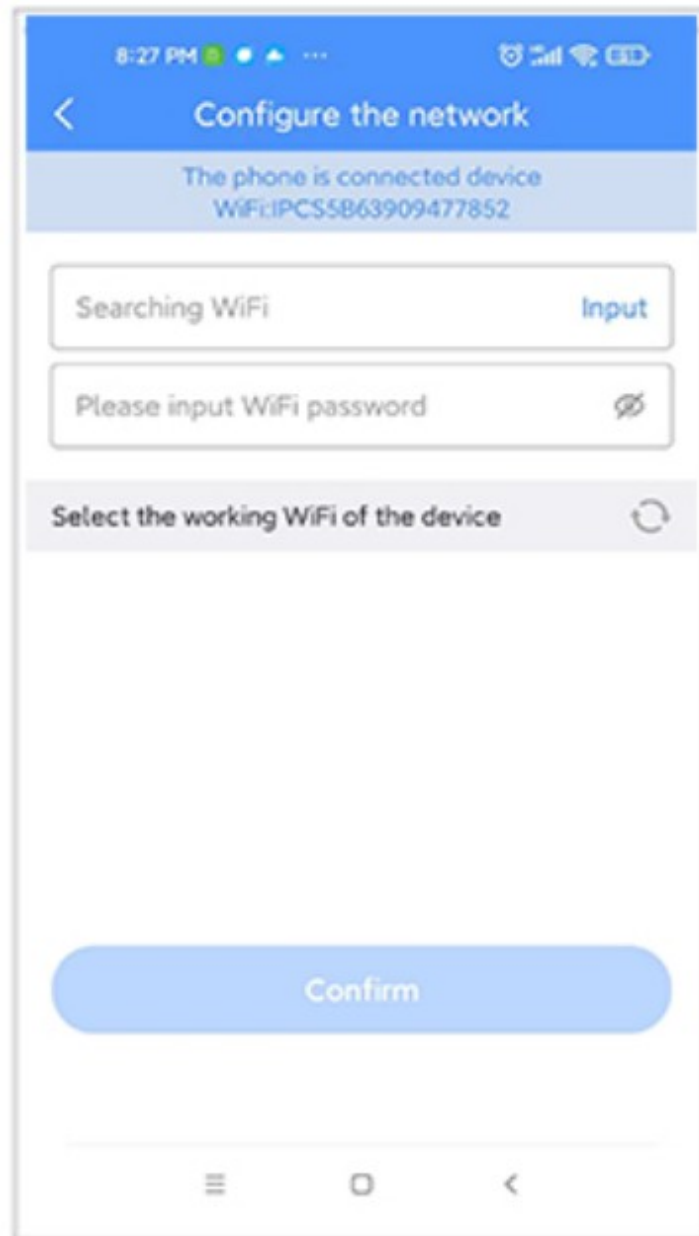 8:27 PM
Configure the network
The phone is connected device
WiFi:IPCS5B63909477852
Searching WiFi Input
Please input WiFi password
Select the working WiFi of the device
Confirm